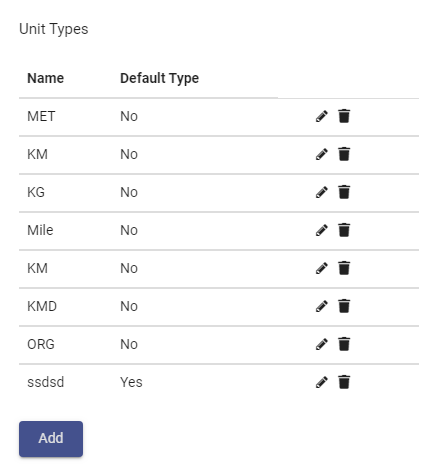 Unit Types
Name Default Type
MET No
KM No
KG No
Mile No
KM No
KMD No
ORG No
ssdsd Yes
Add